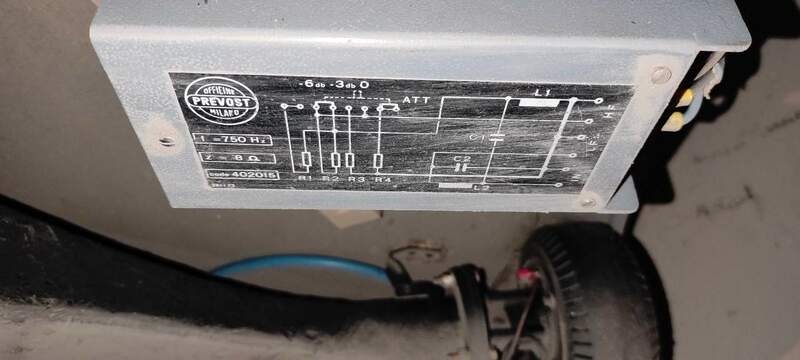 OFFICINE
PREVOST
MILANO
-6db -3db 0
ATT
L1
HF
C1
C2
R1 R2 R3 R4
L2
f =750 Hz
Z = 8 Ω
code 402015